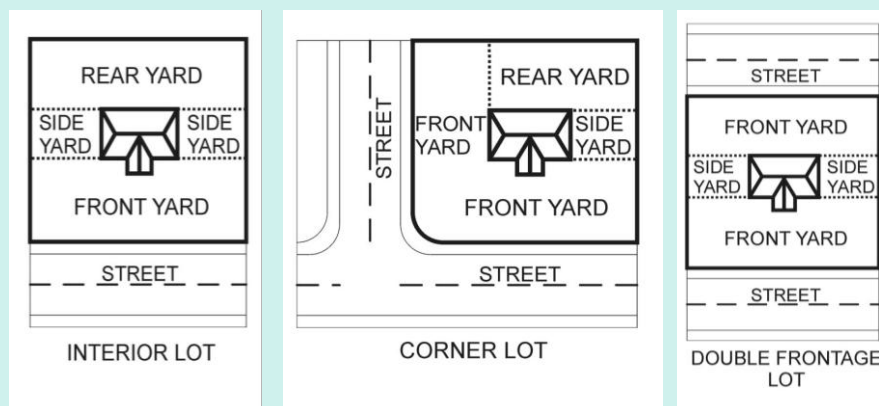 REAR YARD
SIDE YARD
SIDE YARD
FRONT YARD
STREET
INTERIOR LOT
STREET
REAR YARD
FRONT YARD
SIDE YARD
FRONT YARD
STREET
CORNER LOT
STREET
FRONT YARD
SIDE YARD
SIDE YARD
FRONT YARD
STREET
DOUBLE FRONTAGE
LOT